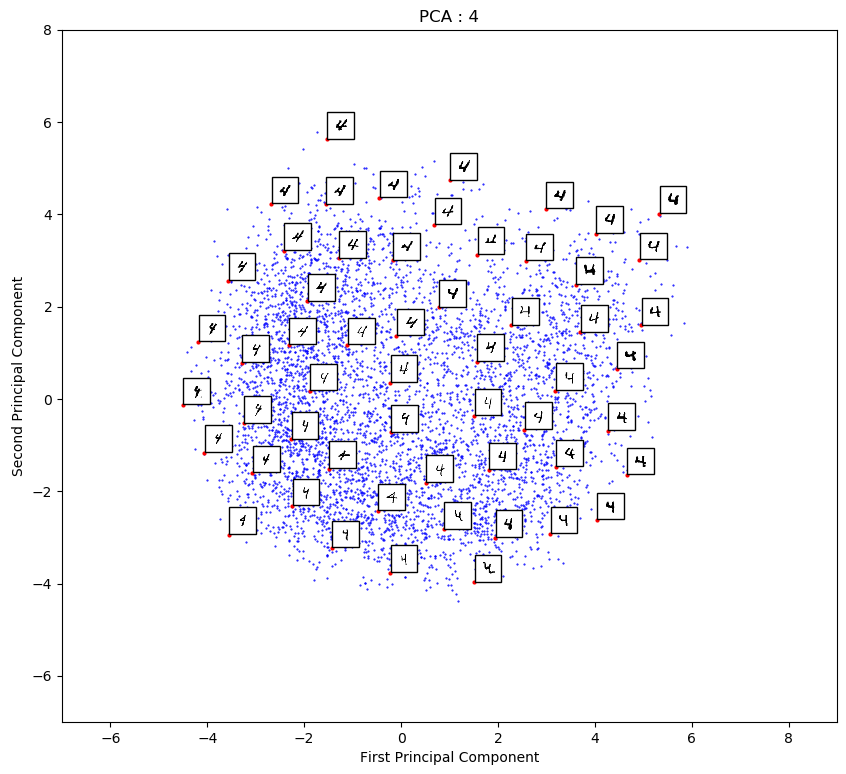 PCA : 4
Second Principal Component
8
6
4
2
0
−2
−4
−6
−6 −4 −2 0 2 4 6 8
First Principal Component